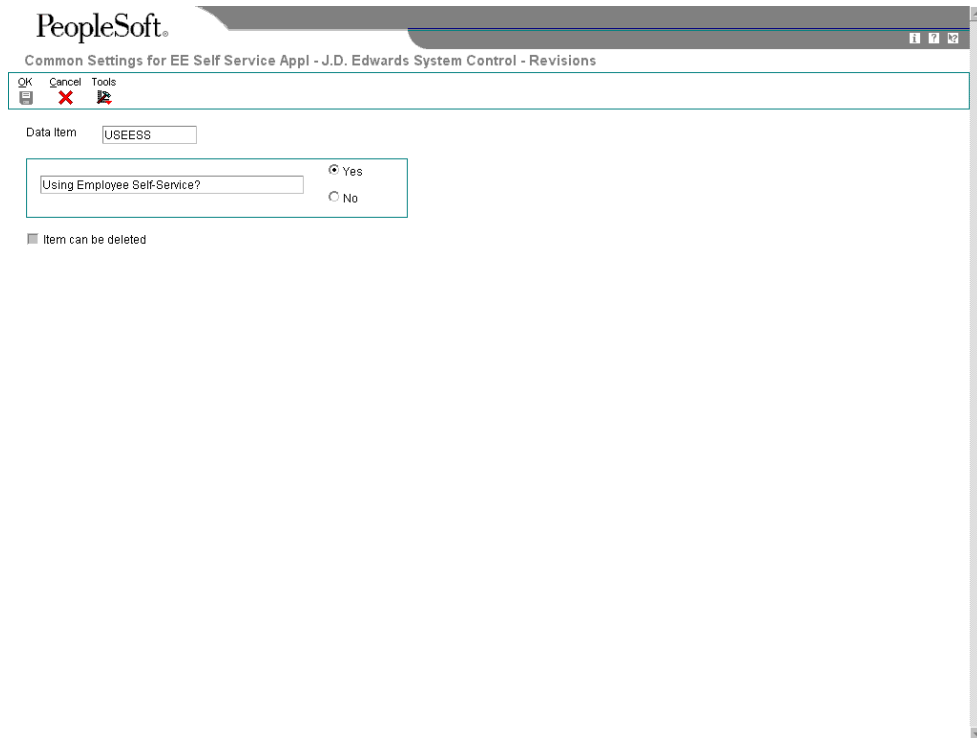 PeopleSoft®
i ? ?
Common Settings for EE Self Service Appl - J.D. Edwards System Control - Revisions
OK Cancel Tools
Data Item USEESS
Yes
Using Employee Self-Service?
No
Item can be deleted